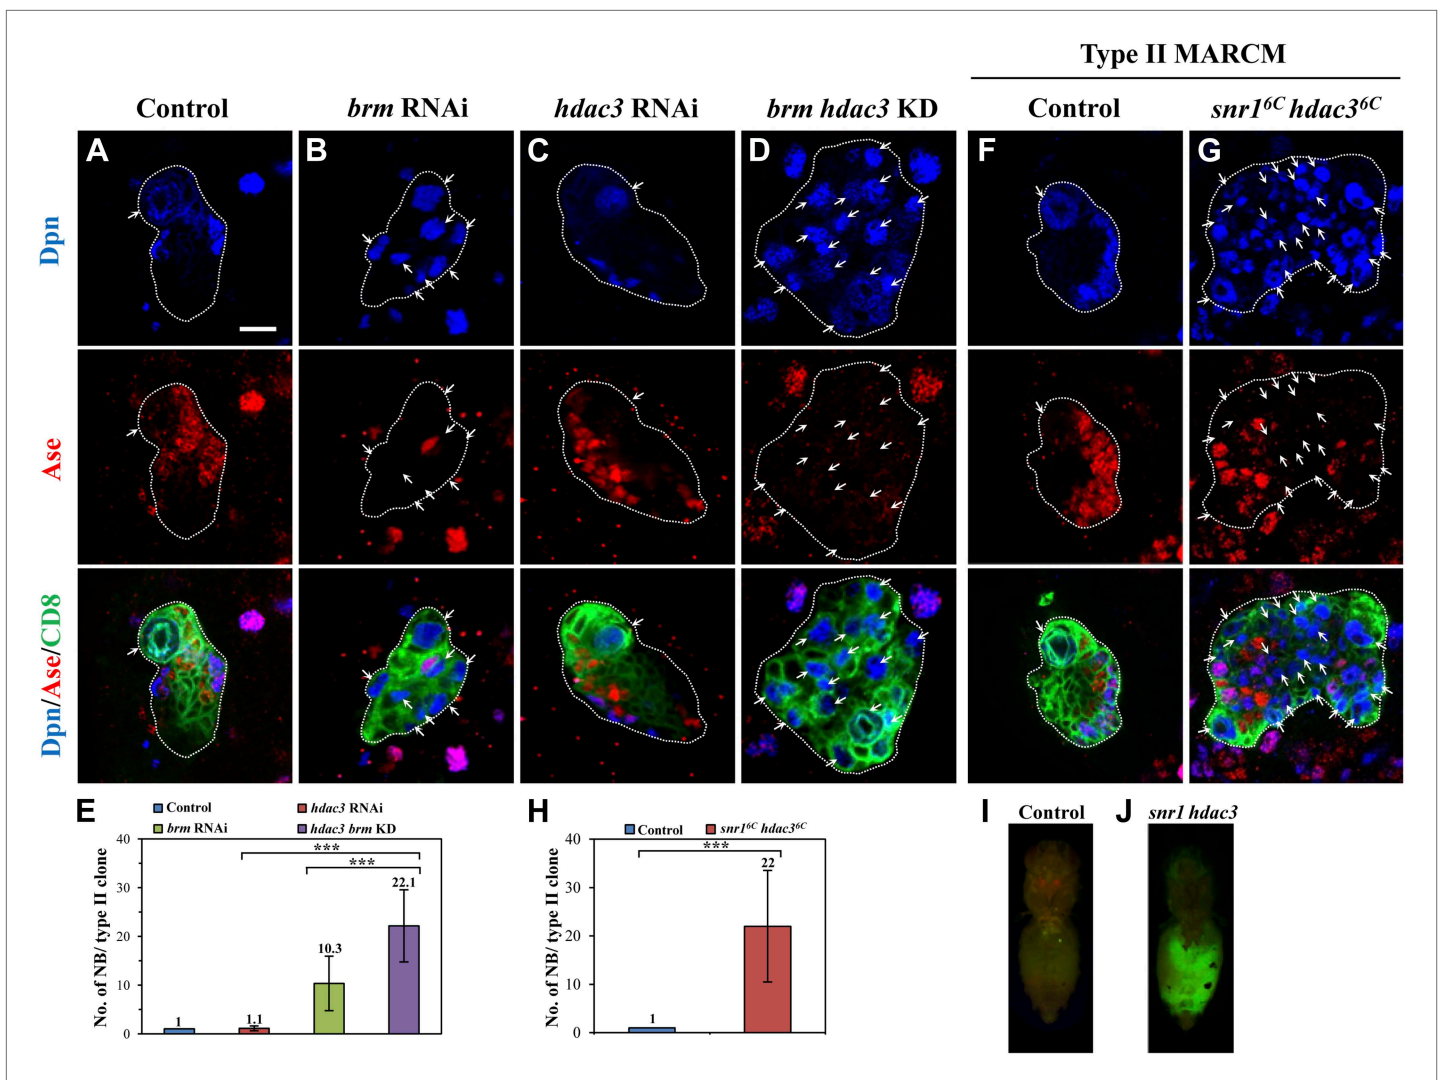 Type II MARCM
Control
brm RNAi
hdac3 RNAi
brm hdac3 KD
Control
snr1^6C hdac3^6C
A
B
C
D
F
G
Dpn
Ase
Dpn/Ase/CD8
E
Control
hdac3 RNAi
brm RNAi
hdac3 brm KD
No. of NB/ type II clone
40
30
20
10
0
***
***
1
1.1
10.3
22.1
H
Control
snr1^6C hdac3^6C
No. of NB/ type II clone
40
30
20
10
0
***
1
22
I
Control
J
snr1 hdac3